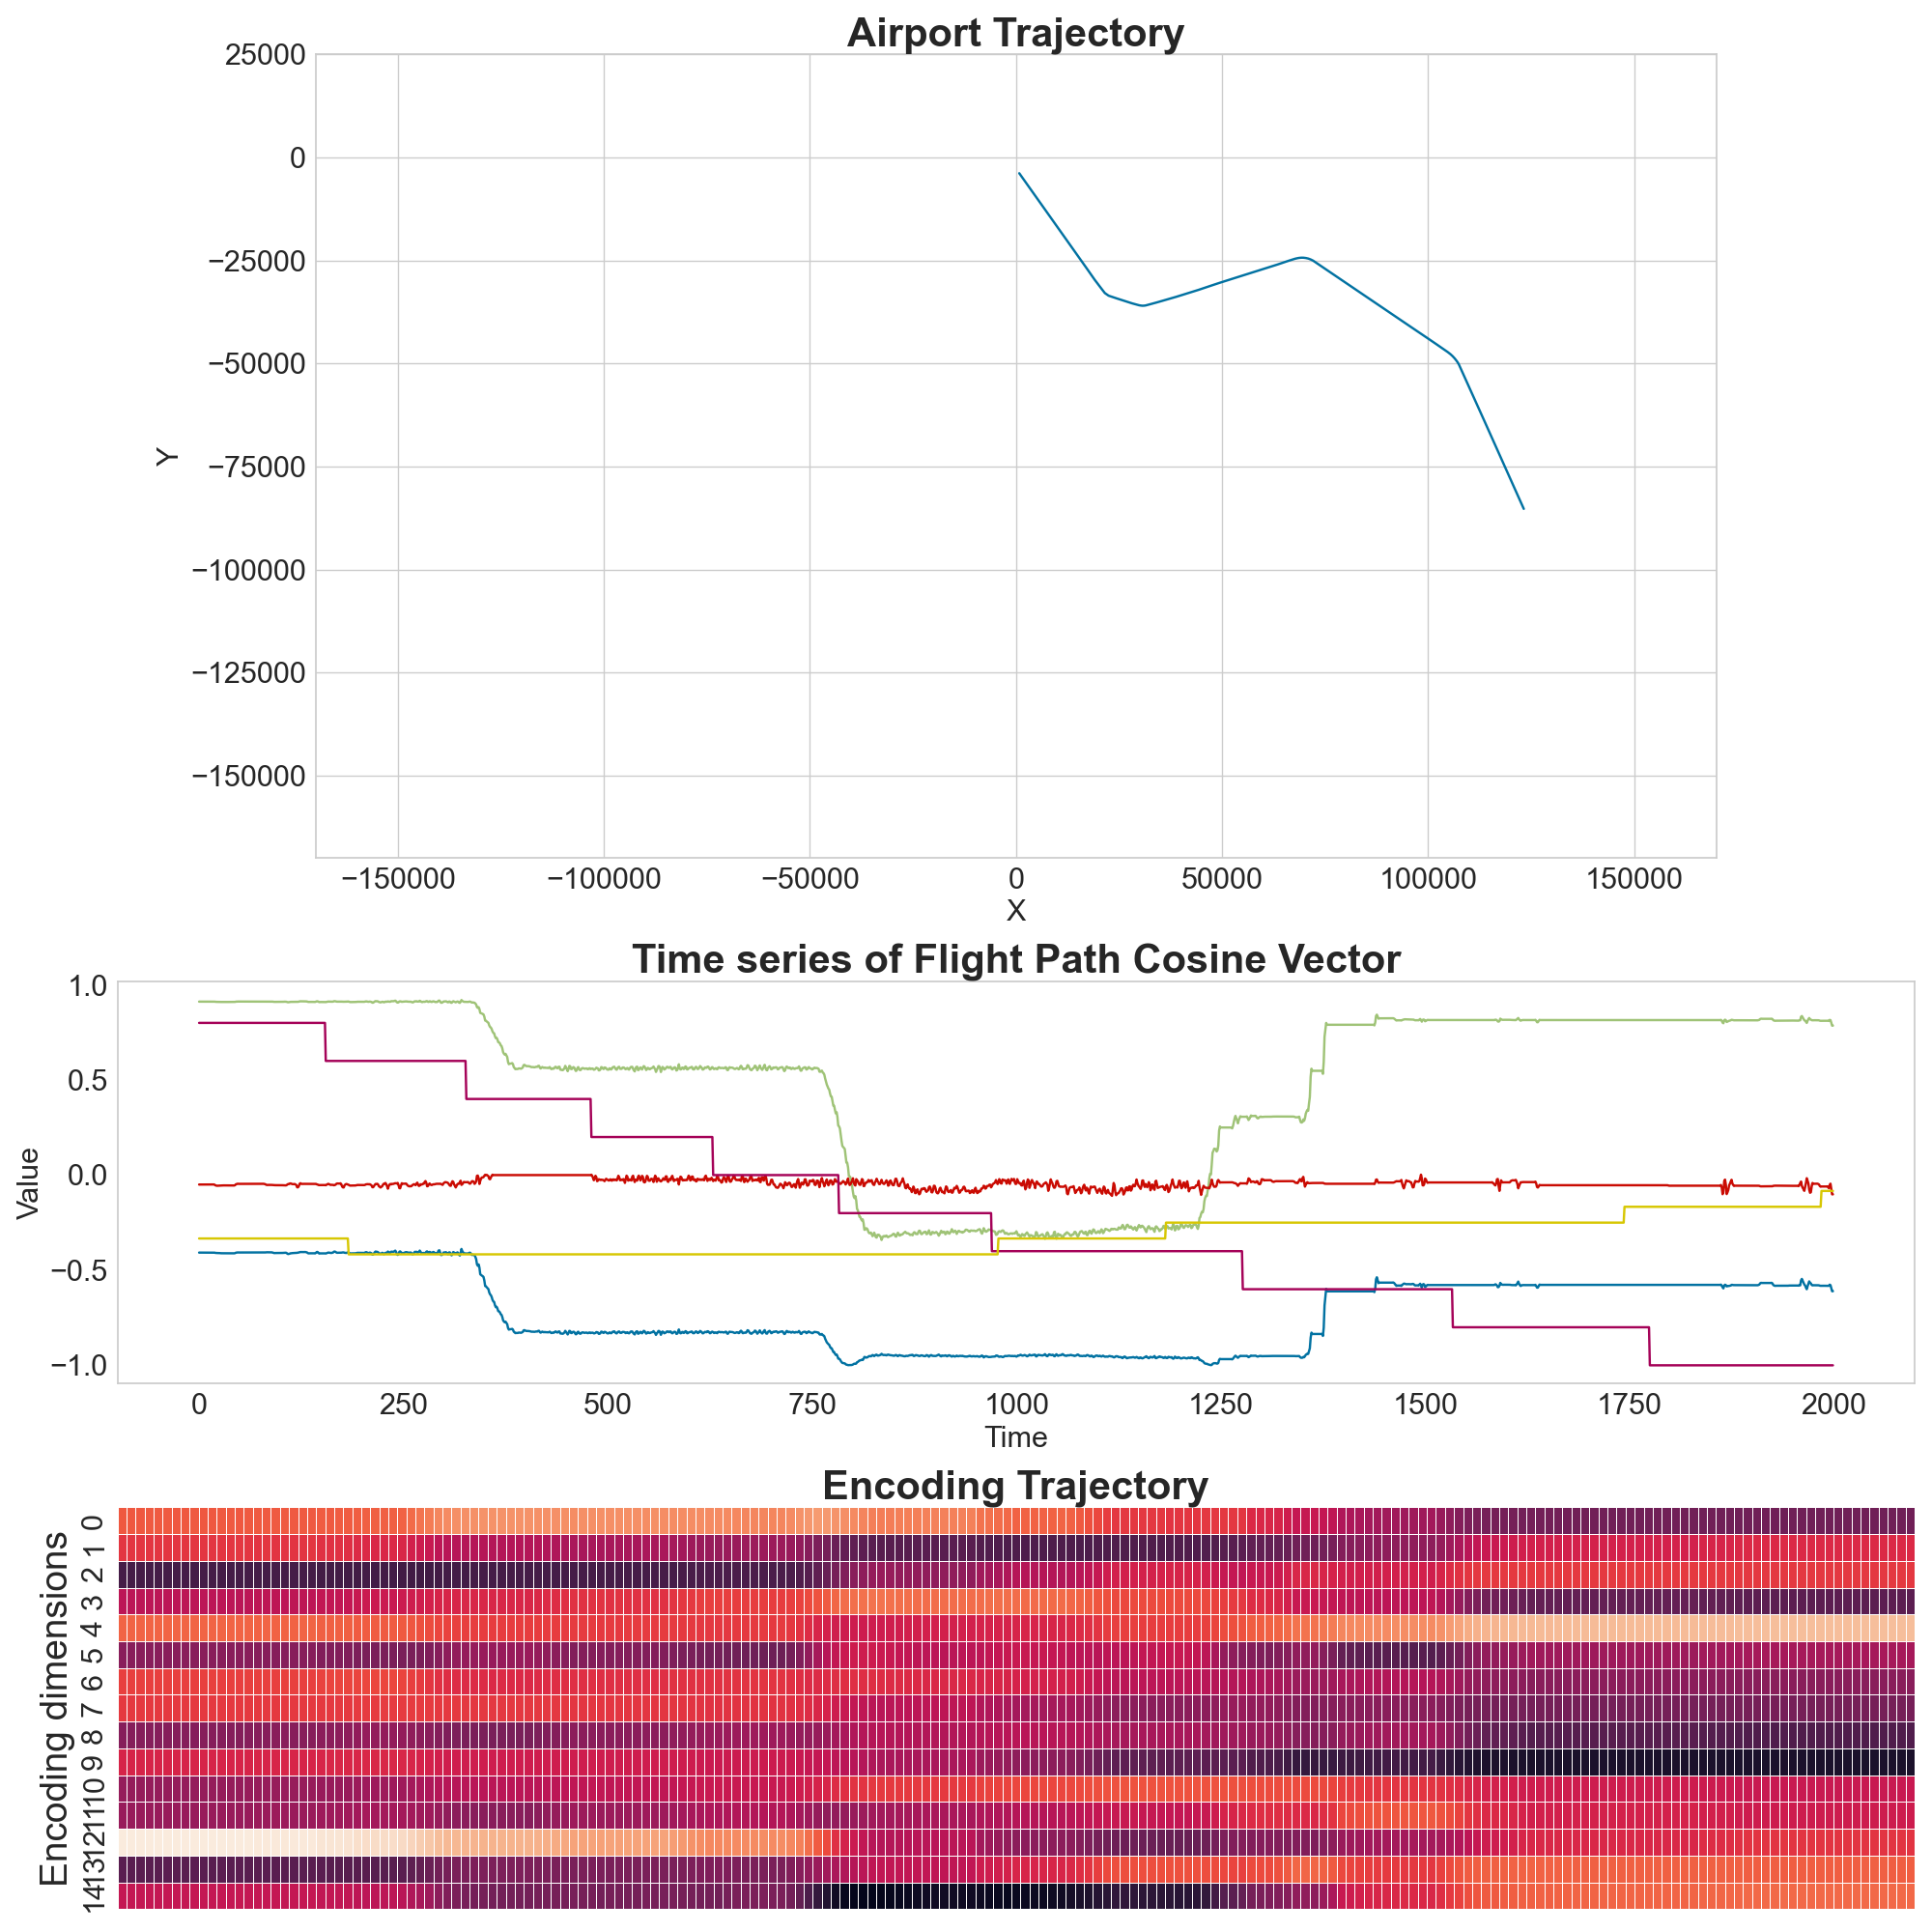 Airport Trajectory
25000
0
−25000
−50000
−75000
−100000
−125000
−150000
Y
−150000 −100000 −50000 0 50000 100000 150000
X
Time series of Flight Path Cosine Vector
1.0
0.5
0.0
−0.5
−1.0
Value
0 250 500 750 1000 1250 1500 1750 2000
Time
Encoding Trajectory
Encoding dimensions
0
1
2
3
4
5
6
7
8
9
10
11
12
13
14